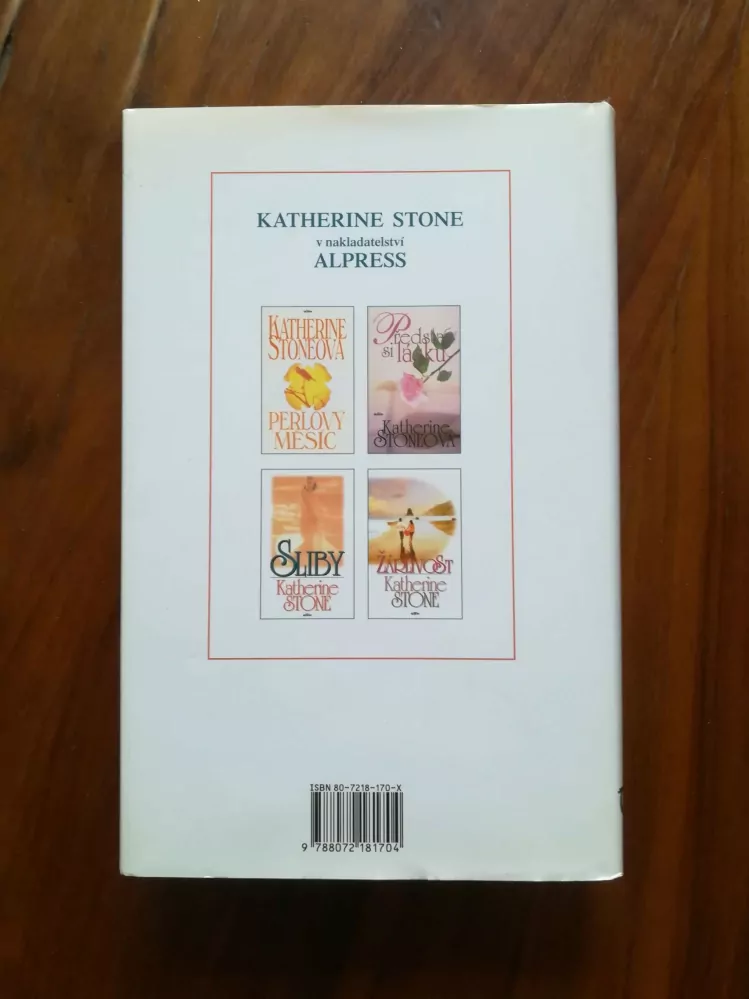 KATHERINE STONE
v nakladatelství
ALPRESS
KATHERINE
STONEOVÁ
PERLOVÝ
MĚSÍC
Představ
si lásku
Katherine
STONEOVÁ
SLIBY
Katherine
STONE
ŽÁRLIVOST
Katherine
STONE
ISBN 80-7218-170-X
9 788072 181704